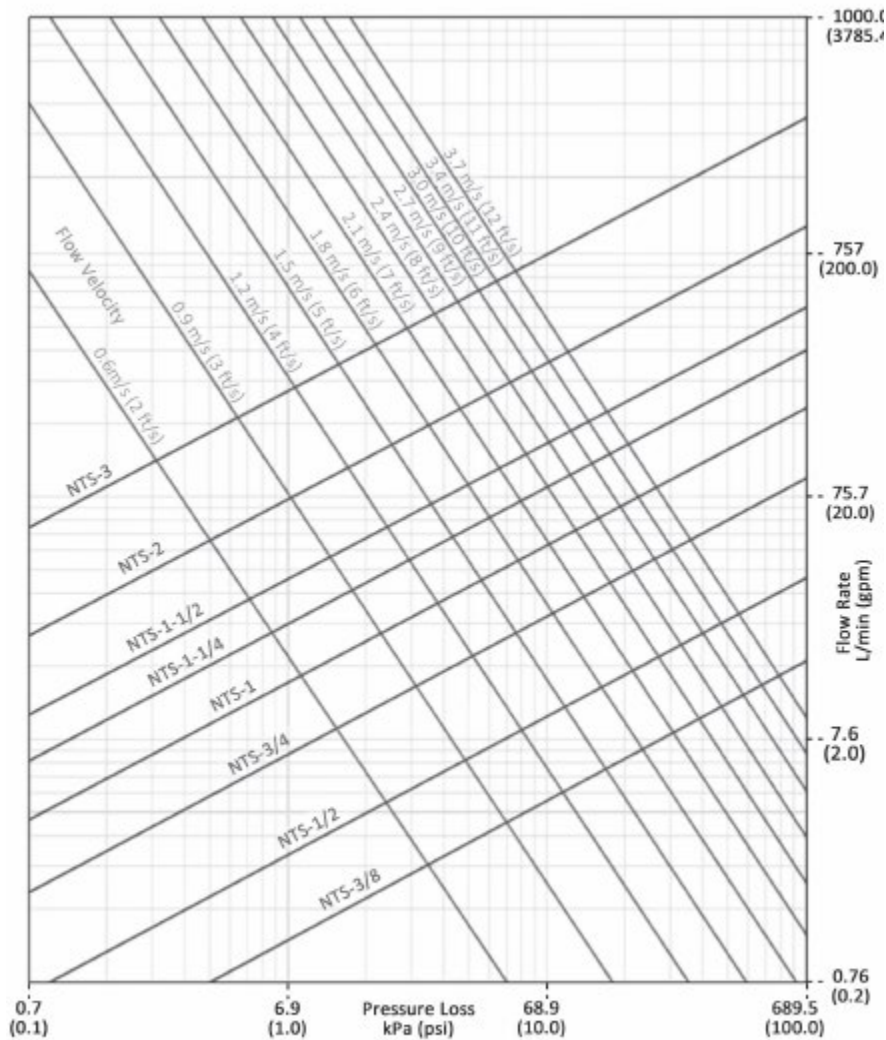 1000.0
(3785.4
3.7 m/s (12 ft/s)
3.4 m/s (11 ft/s)
3.0 m/s (10 ft/s)
2.7 m/s (9 ft/s)
2.4 m/s (8 ft/s)
2.1 m/s (7 ft/s)
1.8 m/s (6 ft/s)
1.5 m/s (5 ft/s)
1.2 m/s (4 ft/s)
0.9 m/s (3 ft/s)
0.6m/s (2 ft/s)
Flow Velocity
757
(200.0)
NTS-3
75.7
(20.0)
NTS-2
NTS-1-1/2
NTS-1-1/4
NTS-1
NTS-3/4
NTS-1/2
NTS-3/8
Flow Rate
L/min (gpm)
7.6
(2.0)
0.76
(0.2)
0.7
(0.1)
6.9
(1.0)
Pressure Loss
kPa (psi)
68.9
(10.0)
689.5
(100.0)